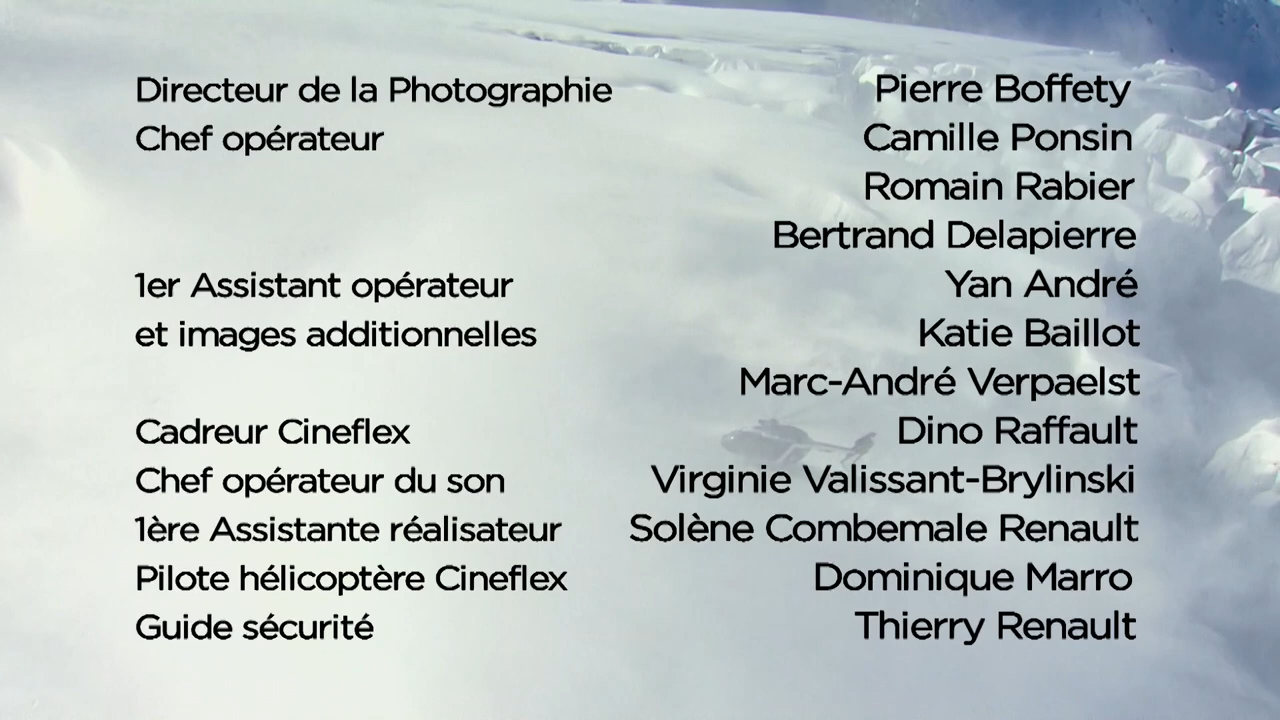 Directeur de la Photographie Pierre Boffety
Chef opérateur Camille Ponsin
Romain Rabier
Bertrand Delapierre
1er Assistant opérateur Yan André
et images additionnelles Katie Baillot
Marc-André Verpaelst
Cadreur Cineflex Dino Raffault
Chef opérateur du son Virginie Valissant-Brylinski
1ère Assistante réalisateur Solène Combemale Renault
Pilote hélicoptère Cineflex Dominique Marro
Guide sécurité Thierry Renault